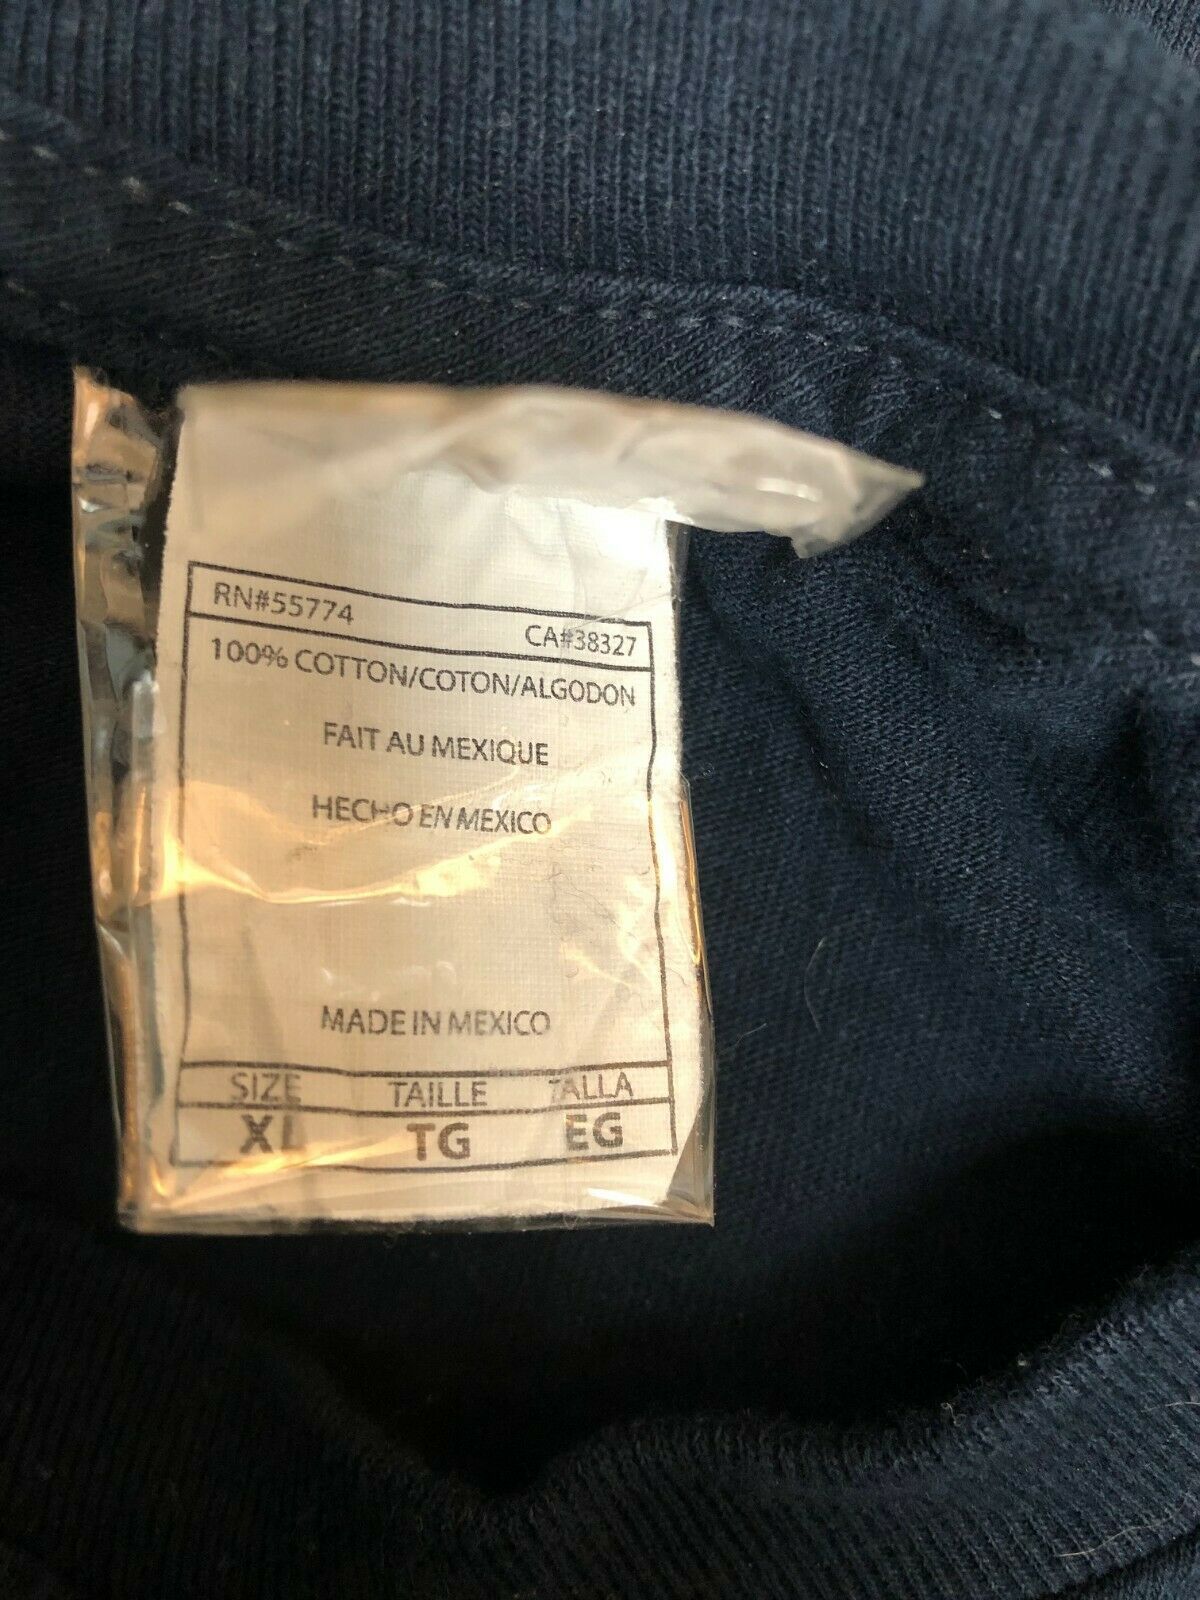 RN#55774
CA#38327
100% COTTON/COTON/ALGODON
FAIT AU MEXIQUE
HECHO EN MEXICO
MADE IN MEXICO
SIZE TAILLE TALLA
XL TG EG